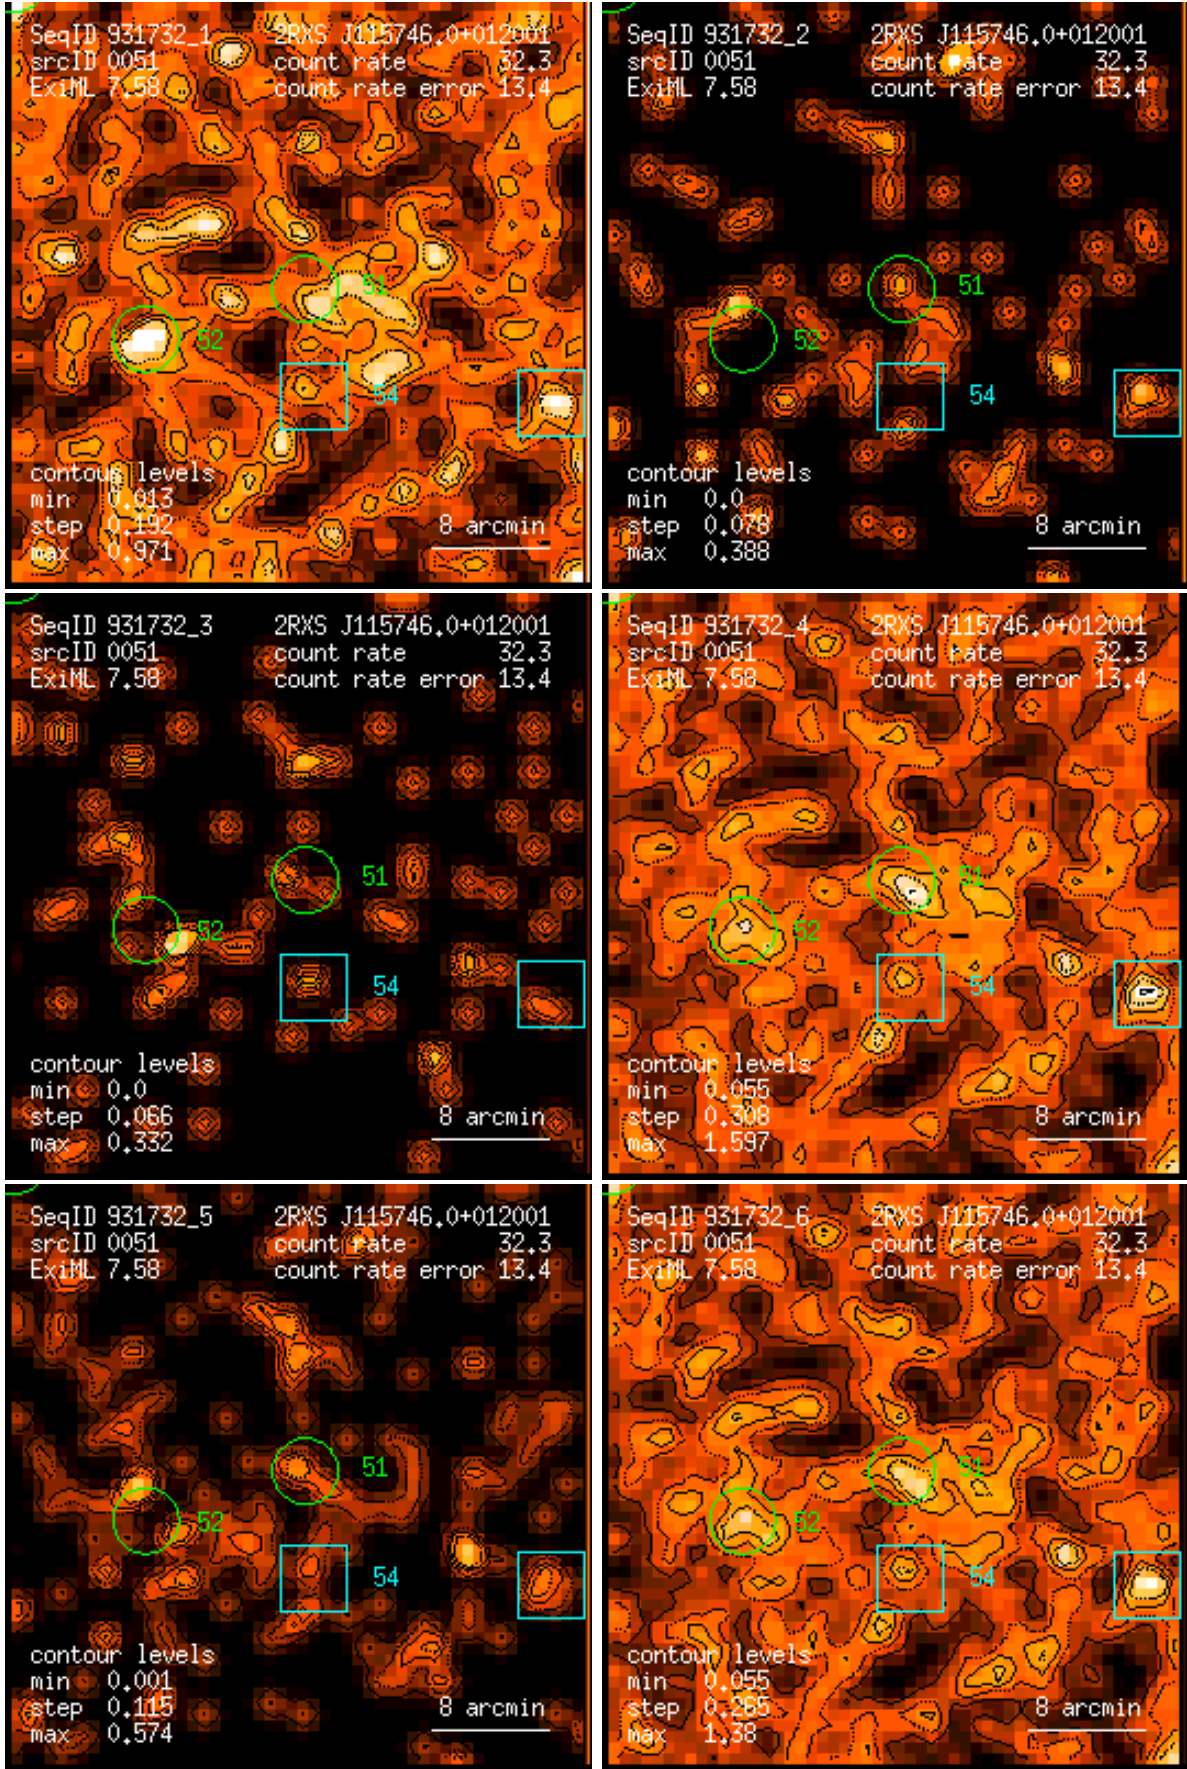 SeqID 931732_1 2RXS J115746.0+012001
srcID 0051 count rate 32.3
ExiML 7.58 count rate error 13.4
51
52
54
contour levels
min 0.013
step 0.192
max 0.971
8 arcmin
SeqID 931732_2 2RXS J115746.0+012001
srcID 0051 count rate 32.3
ExiML 7.58 count rate error 13.4
51
52
54
contour levels
min 0.0
step 0.078
max 0.388
8 arcmin
SeqID 931732_3 2RXS J115746.0+012001
srcID 0051 count rate 32.3
ExiML 7.58 count rate error 13.4
51
52
54
contour levels
min 0.0
step 0.066
max 0.332
8 arcmin
SeqID 931732_4 2RXS J115746.0+012001
srcID 0051 count rate 32.3
ExiML 7.58 count rate error 13.4
51
52
54
contour levels
min 0.055
step 0.308
max 1.597
8 arcmin
SeqID 931732_5 2RXS J115746.0+012001
srcID 0051 count rate 32.3
ExiML 7.58 count rate error 13.4
51
52
54
contour levels
min 0.001
step 0.115
max 0.574
8 arcmin
SeqID 931732_6 2RXS J115746.0+012001
srcID 0051 count rate 32.3
ExiML 7.58 count rate error 13.4
51
52
54
contour levels
min 0.055
step 0.265
max 1.38
8 arcmin